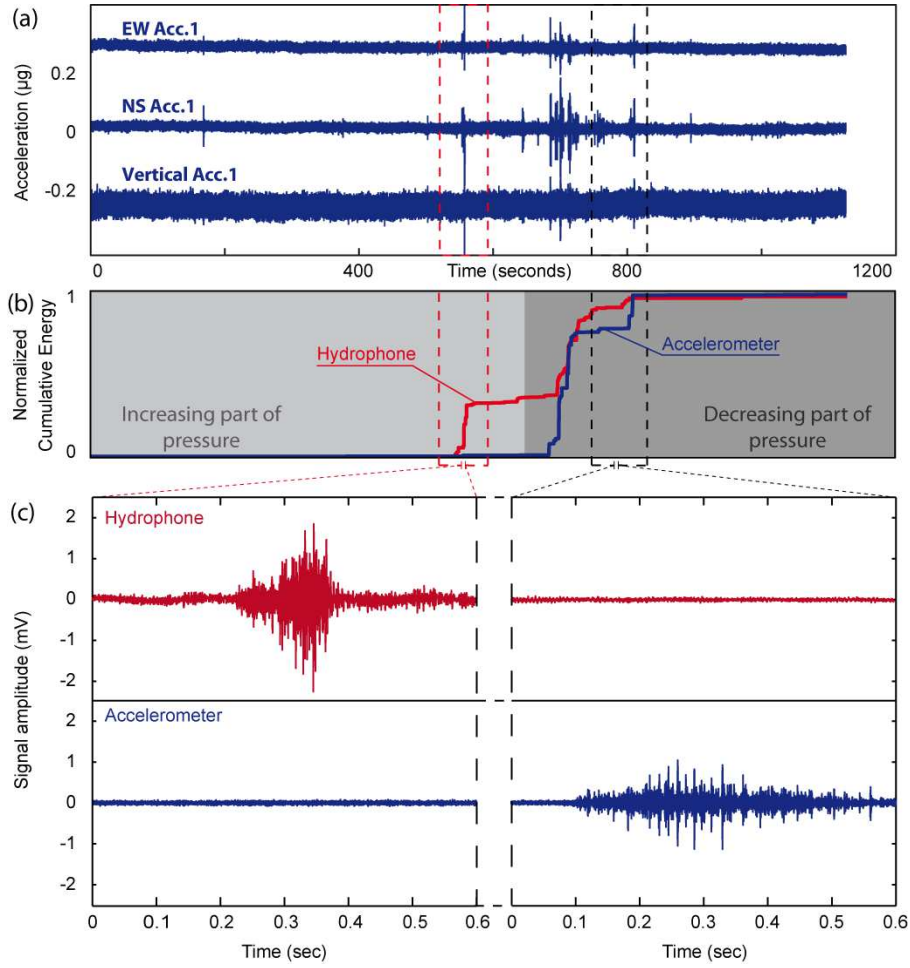 (a)
EW Acc.1
0.2
NS Acc.1
0
Vertical Acc.1
-0.2
Acceleration (µg)
0 400 Time (seconds) 800 1200
(b)
1
Hydrophone
Accelerometer
Increasing part of
pressure
Decreasing part of
pressure
0
Normalized
Cumulative Energy
(c)
Hydrophone
2
1
0
-1
-2
Accelerometer
2
1
0
-1
-2
Signal amplitude (mV)
0 0.1 0.2 0.3 0.4 0.5 0.6 0 0.1 0.2 0.3 0.4 0.5 0.6
Time (sec) Time (sec)